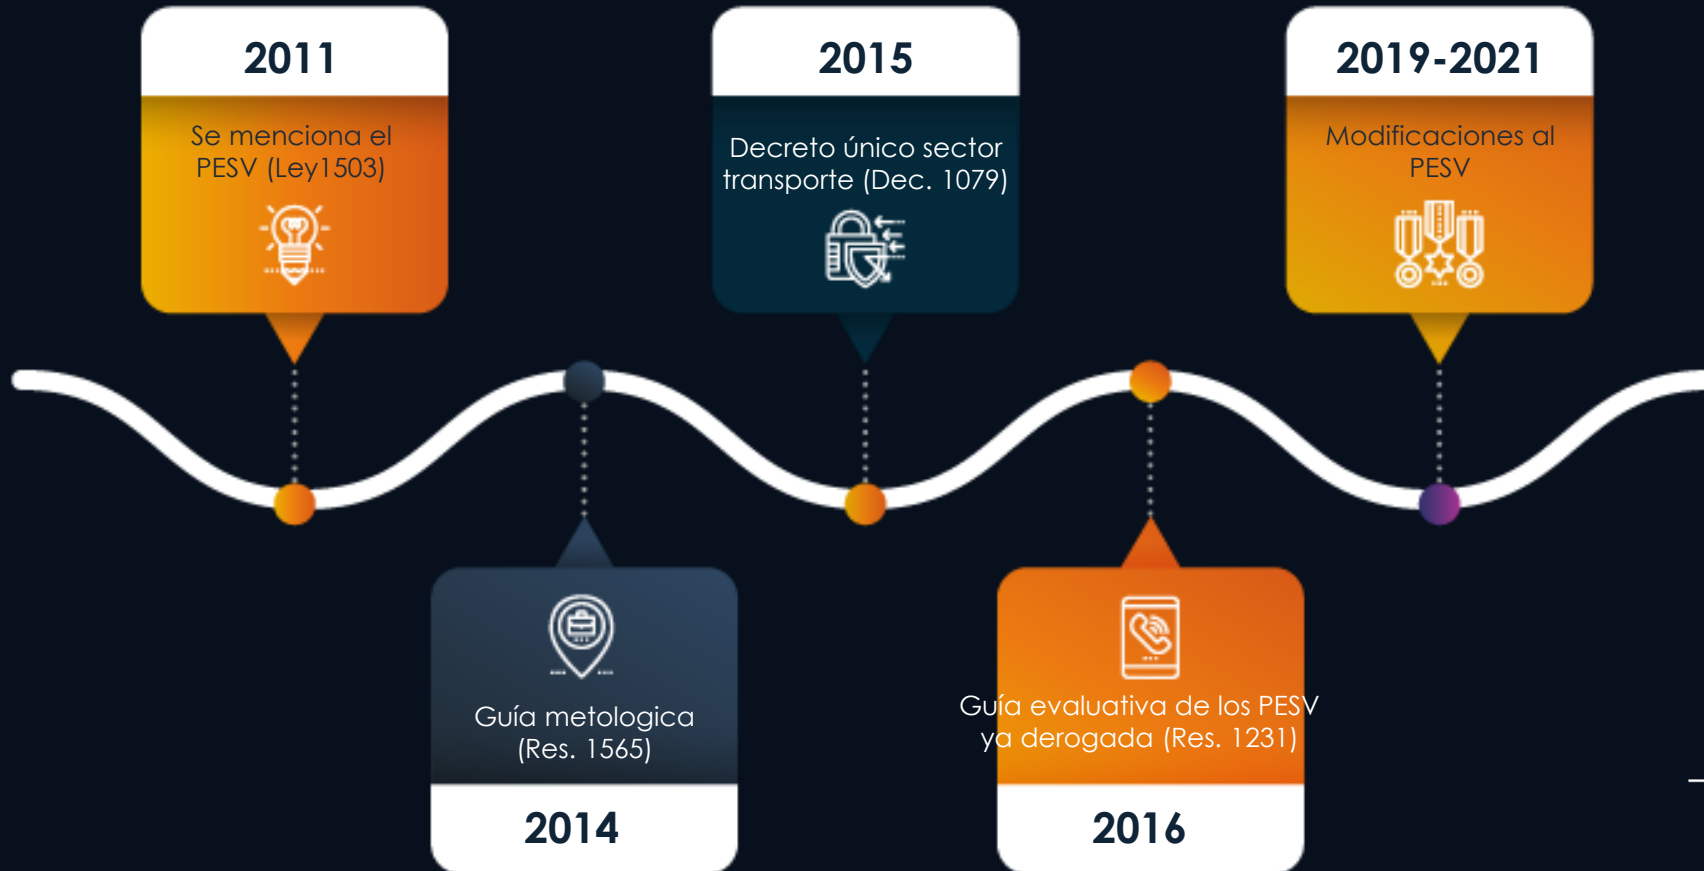 2011
Se menciona el
PESV (Ley1503)
Guía metologica
(Res. 1565)
2014
2015
Decreto único sector
transporte (Dec. 1079)
Guía evaluativa de los PESV
ya derogada (Res. 1231)
2016
2019-2021
Modificaciones al
PESV